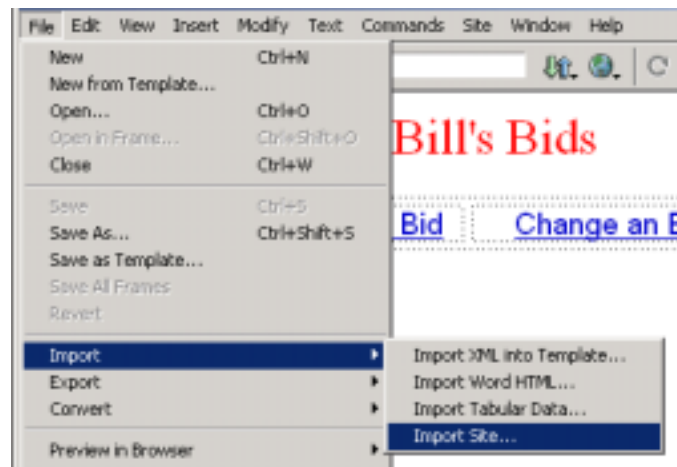 File Edit View Insert Modify Text Commands Site Window Help
New Ctrl+N
New from Template...
Open... Ctrl+O
Open in Frame... Ctrl+Shift+O
Close Ctrl+W
Bill's Bids
Save Ctrl+S
Save As... Ctrl+Shift+S
Bid Change an
Save as Template...
Save All Frames
Revert
Import
Import XML into Template...
Export
Import Word HTML...
Convert
Import Tabular Data...
Import Site...
Preview in Browser